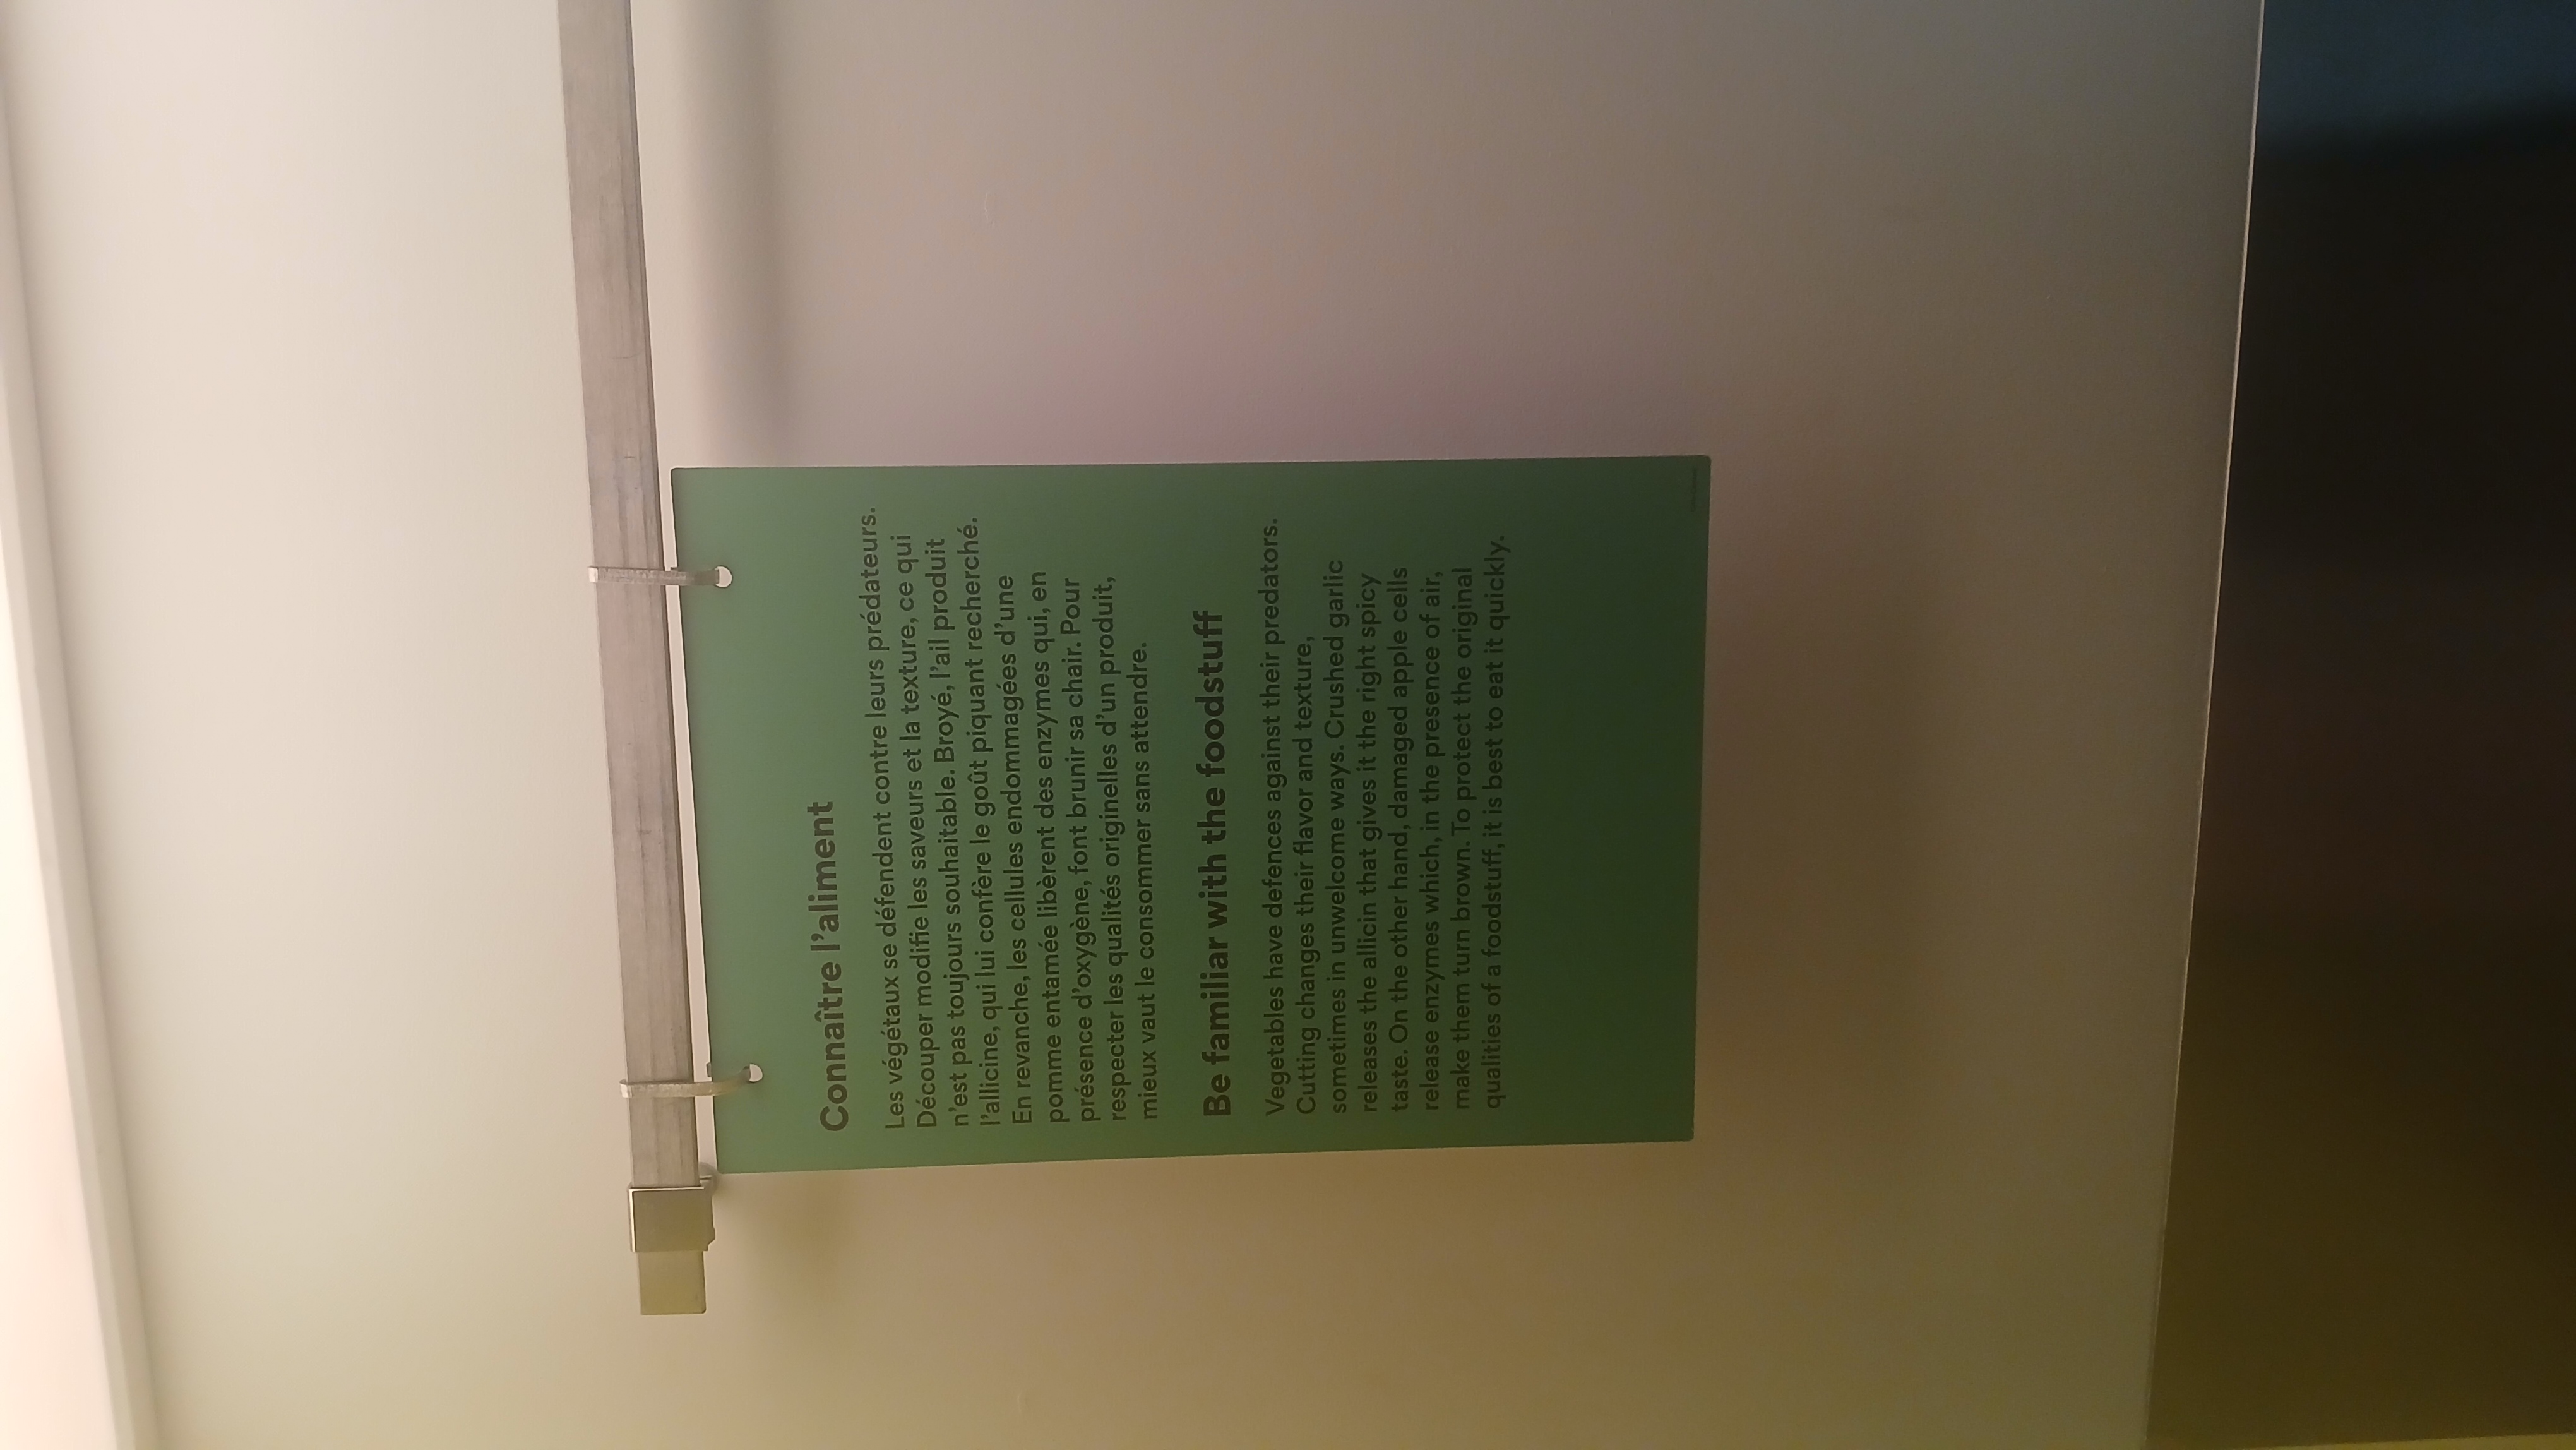 Connaître l'aliment
Les végétaux se défendent contre leurs prédateurs.
Découper modifie les saveurs et la texture, ce qui
n'est pas toujours souhaitable. Broyé, l'ail produit
l'allicine, qui lui confère le goût piquant recherché.
En revanche, les cellules endommagées d'une
pomme entamée libèrent des enzymes qui, en
présence d'oxygène, font brunir sa chair. Pour
respecter les qualités originelles d'un produit,
mieux vaut le consommer sans attendre.
Be familiar with the foodstuff
Vegetables have defences against their predators.
Cutting changes their flavor and texture,
sometimes in unwelcome ways. Crushed garlic
releases the allicin that gives it the right spicy
taste. On the other hand, damaged apple cells
release enzymes which, in the presence of air,
make them turn brown. To protect the original
qualities of a foodstuff, it is best to eat it quickly.